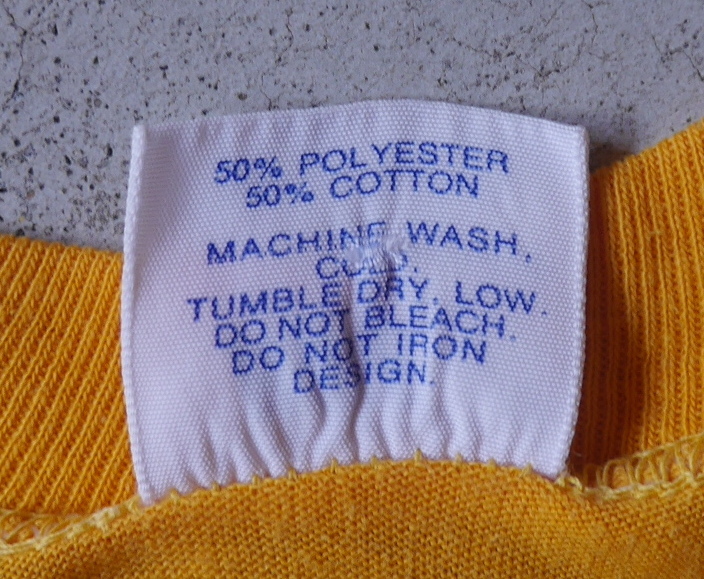 50% POLYESTER
50% COTTON
MACHINE WASH,
COLD.
TUMBLE DRY, LOW.
DO NOT BLEACH.
DO NOT IRON
DESIGN.